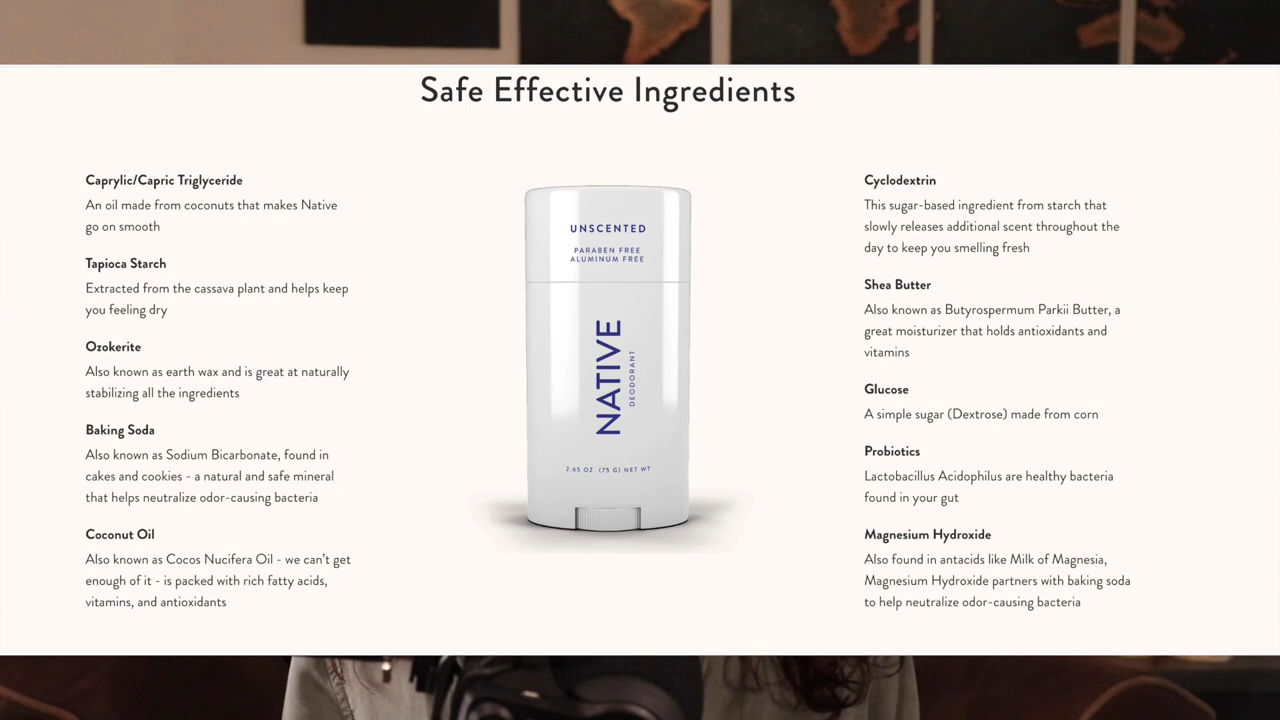 Safe Effective Ingredients
Caprylic/Capric Triglyceride
An oil made from coconuts that makes Native
go on smooth
Tapioca Starch
Extracted from the cassava plant and helps keep
you feeling dry
Ozokerite
Also known as earth wax and is great at naturally
stabilizing all the ingredients
Baking Soda
Also known as Sodium Bicarbonate, found in
cakes and cookies - a natural and safe mineral
that helps neutralize odor-causing bacteria
Coconut Oil
Also known as Cocos Nucifera Oil - we can't get
enough of it - is packed with rich fatty acids,
vitamins, and antioxidants
UNSCENTED
PARABEN FREE
ALUMINUM FREE
NATIVE
DEODORANT
2.65 OZ (75 G) NET WT
Cyclodextrin
This sugar-based ingredient from starch that
slowly releases additional scent throughout the
day to keep you smelling fresh
Shea Butter
Also known as Butyrospermum Parkii Butter, a
great moisturizer that holds antioxidants and
vitamins
Glucose
A simple sugar (Dextrose) made from corn
Probiotics
Lactobacillus Acidophilus are healthy bacteria
found in your gut
Magnesium Hydroxide
Also found in antacids like Milk of Magnesia,
Magnesium Hydroxide partners with baking soda
to help neutralize odor-causing bacteria